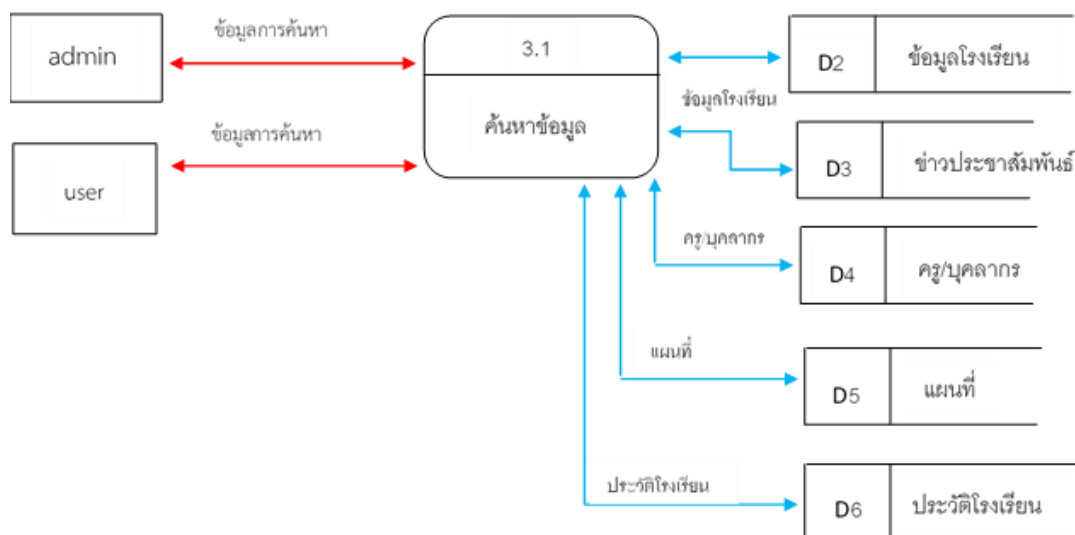 admin
ข้อมูลการค้นหา
3.1
D2
ข้อมูลโรงเรียน
ข้อมูลโรงเรียน
user
ข้อมูลการค้นหา
ค้นหาข้อมูล
D3
ข่าวประชาสัมพันธ์
ครู/บุคลากร
D4
ครู/บุคลากร
แผนที่
D5
แผนที่
ประวัติโรงเรียน
D6
ประวัติโรงเรียน